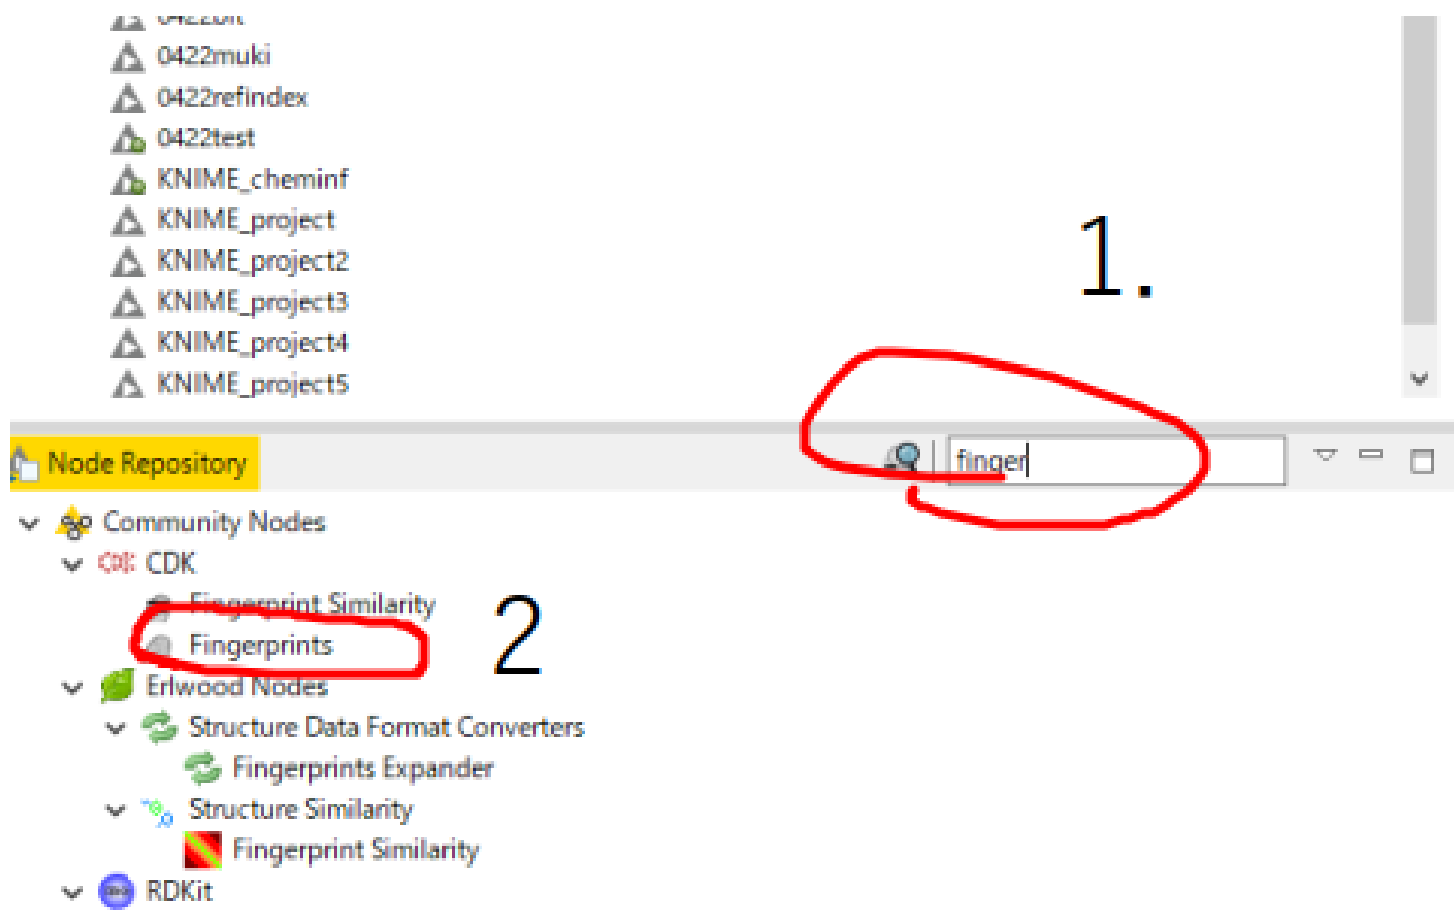 0422muki
0422refindex
0422test
KNIME_cheminf
KNIME_project
KNIME_project2
KNIME_project3
KNIME_project4
KNIME_project5
1.
Node Repository
finger
Community Nodes
CDK
Fingerprint Similarity
Fingerprints
2
Erlwood Nodes
Structure Data Format Converters
Fingerprints Expander
Structure Similarity
Fingerprint Similarity
RDKit